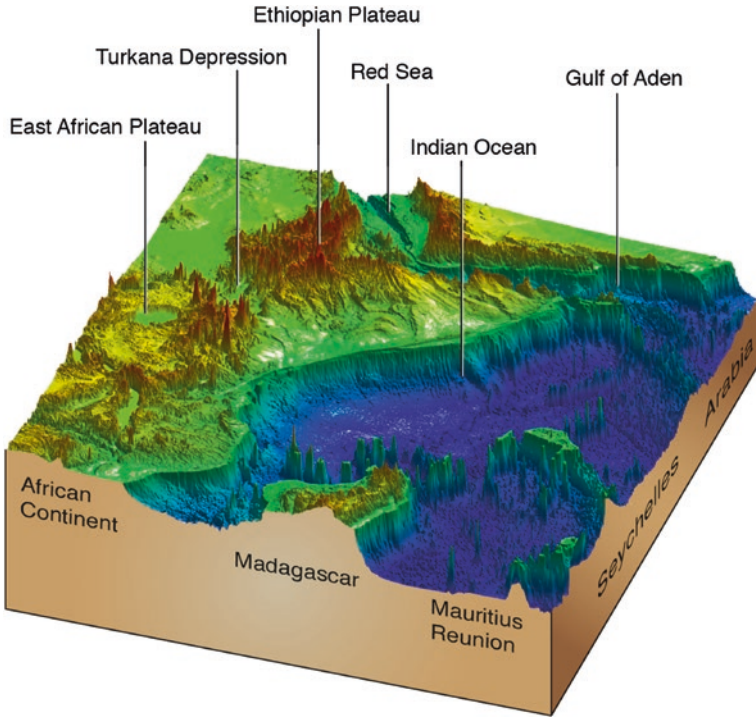 Ethiopian Plateau
Turkana Depression
Red Sea
Gulf of Aden
East African Plateau
Indian Ocean
African
Continent
Madagascar
Mauritius
Reunion
Seychelles
Arabia